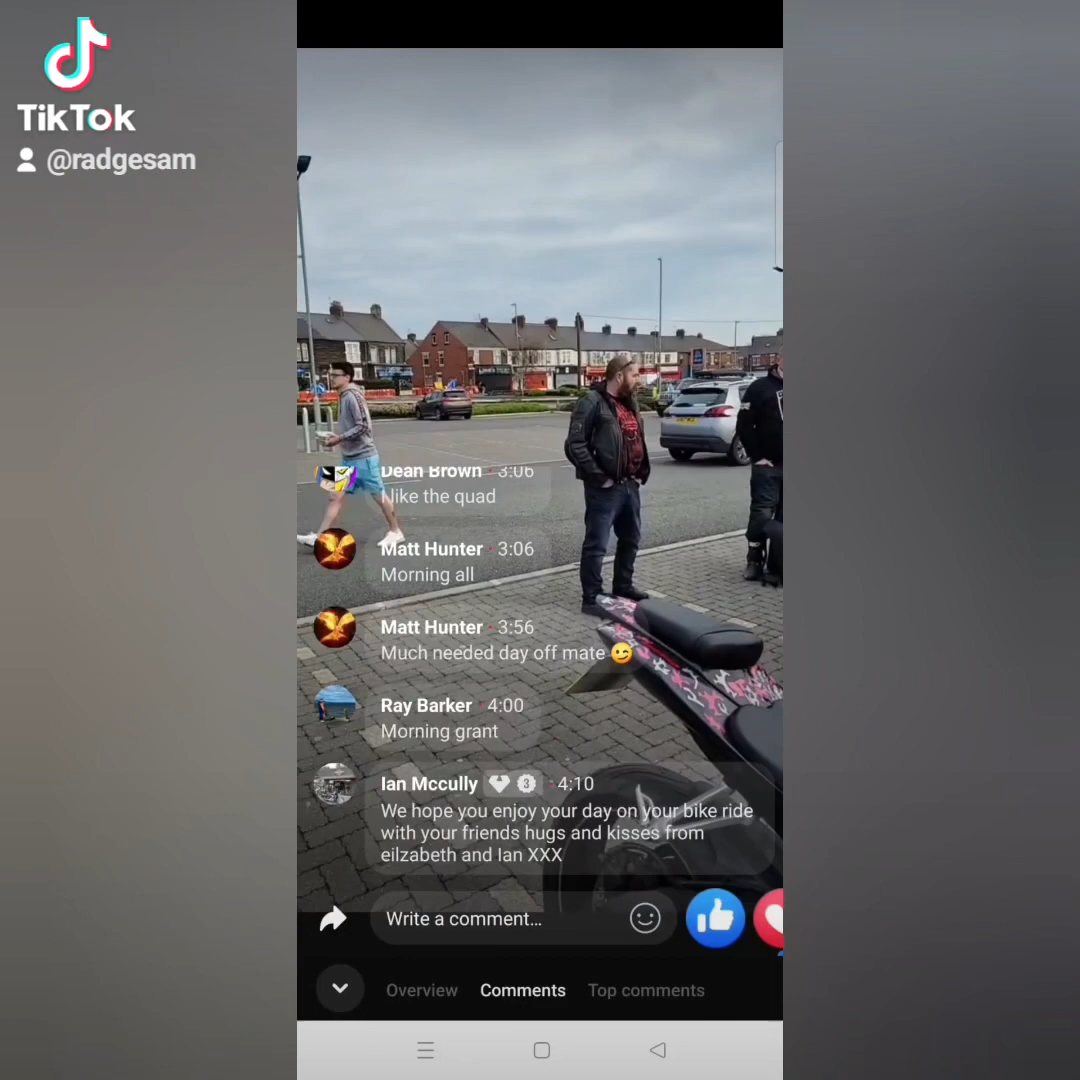 TikTok
@radgesam
Dean Brown · 3:06
Nike the quad
Matt Hunter · 3:06
Morning all
Matt Hunter · 3:56
Much needed day off mate 😉
Ray Barker · 4:00
Morning grant
Ian Mccully 3 · 4:10
We hope you enjoy your day on your bike ride
with your friends hugs and kisses from
eilzabeth and Ian XXX
Write a comment...
Overview Comments Top comments